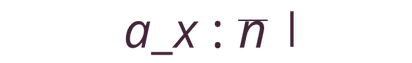 a_x : n̅ |